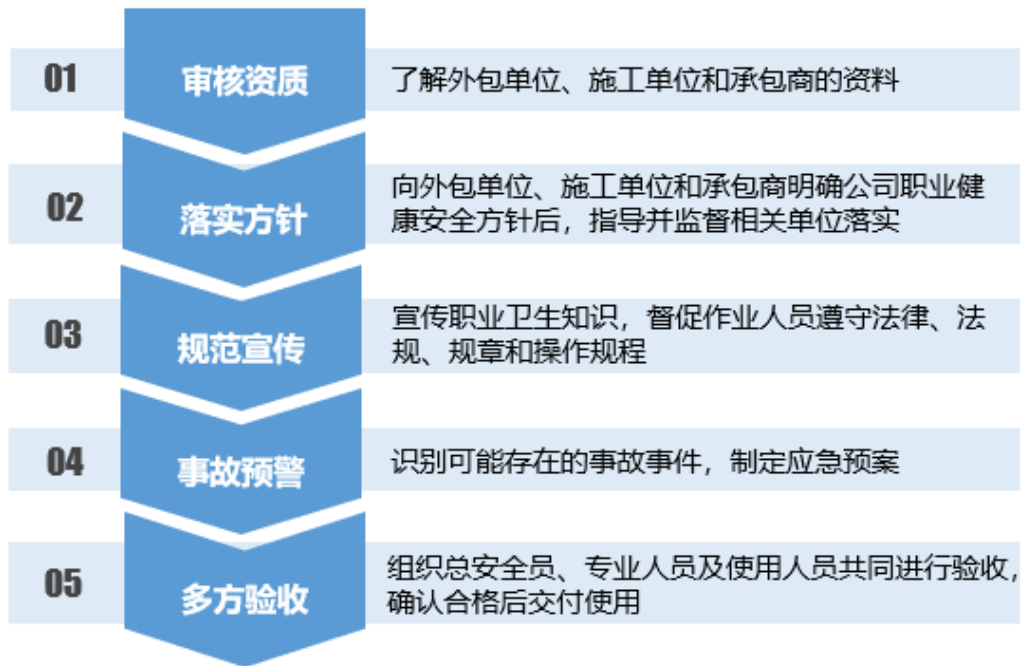 01
审核资质
了解外包单位、施工单位和承包商的资料
02
落实方针
向外包单位、施工单位和承包商明确公司职业健
康安全方针后，指导并监督相关单位落实
03
规范宣传
宣传职业卫生知识，督促作业人员遵守法律、法
规、规章和操作规程
04
事故预警
识别可能存在的事故事件，制定应急预案
05
多方验收
组织总安全员、专业人员及使用人员共同进行验收，
确认合格后交付使用